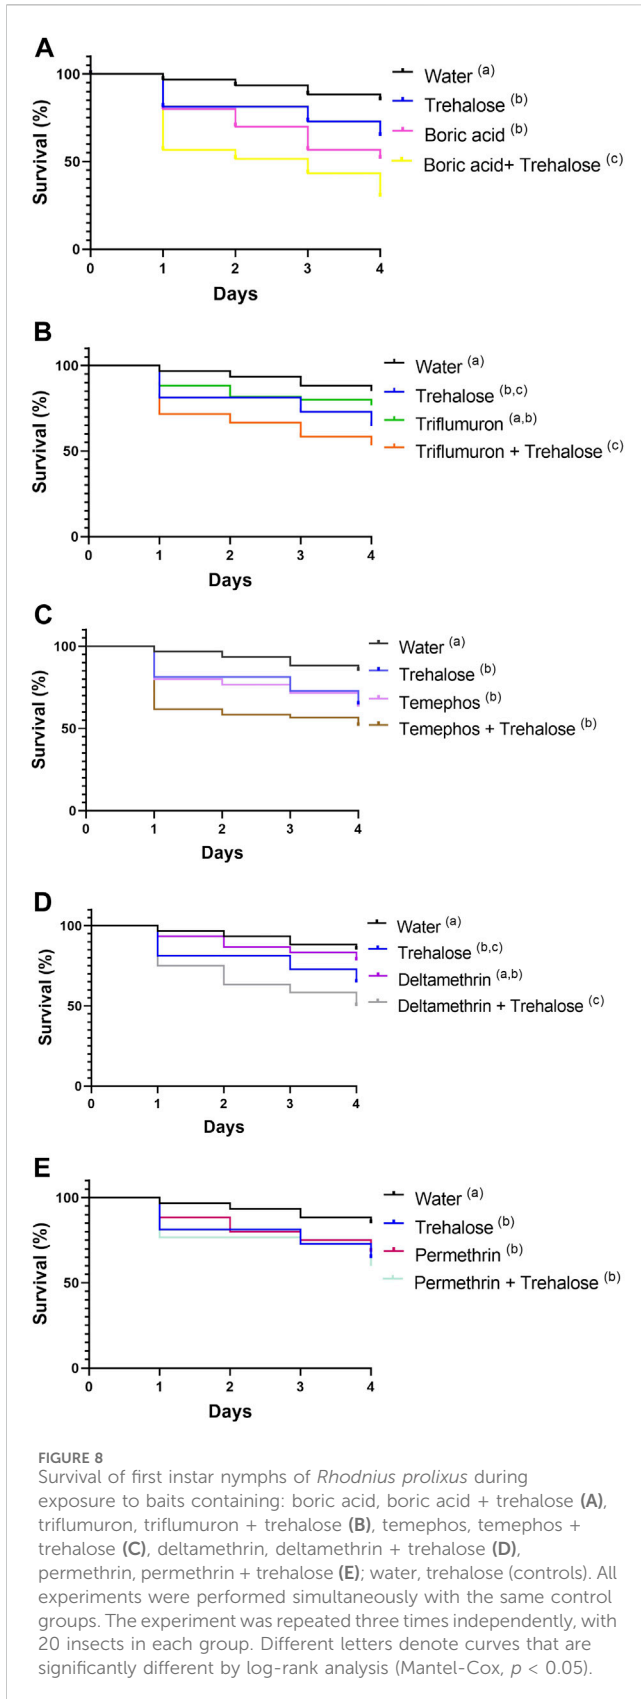 A
Survival (%)
100
50
0
0 1 2 3 4
Days
Water (a)
Trehalose (b)
Boric acid (b)
Boric acid+ Trehalose (c)
B
Survival (%)
100
50
0
0 1 2 3 4
Days
Water (a)
Trehalose (b,c)
Triflumuron (a,b)
Triflumuron + Trehalose (c)
C
Survival (%)
100
50
0
0 1 2 3 4
Days
Water (a)
Trehalose (b)
Temephos (b)
Temephos + Trehalose (b)
D
Survival (%)
100
50
0
0 1 2 3 4
Days
Water (a)
Trehalose (b,c)
Deltamethrin (a,b)
Deltamethrin + Trehalose (c)
E
Survival (%)
100
50
0
0 1 2 3 4
Days
Water (a)
Trehalose (b)
Permethrin (b)
Permethrin + Trehalose (b)
FIGURE 8
Survival of first instar nymphs of Rhodnius prolixus during
exposure to baits containing: boric acid, boric acid + trehalose (A),
triflumuron, triflumuron + trehalose (B), temephos, temephos +
trehalose (C), deltamethrin, deltamethrin + trehalose (D),
permethrin, permethrin + trehalose (E); water, trehalose (controls). All
experiments were performed simultaneously with the same control
groups. The experiment was repeated three times independently, with
20 insects in each group. Different letters denote curves that are
significantly different by log-rank analysis (Mantel-Cox, p < 0.05).